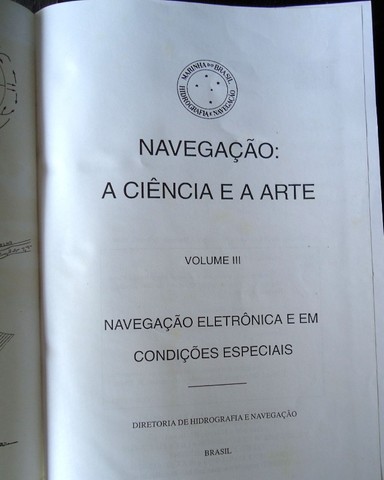 MARINHA DO BRASIL
HIDROGRAFIA E NAVEGAÇÃO
NAVEGAÇÃO:
A CIÊNCIA E A ARTE
VOLUME III
NAVEGAÇÃO ELETRÔNICA E EM
CONDIÇÕES ESPECIAIS
DIRETORIA DE HIDROGRAFIA E NAVEGAÇÃO
BRASIL